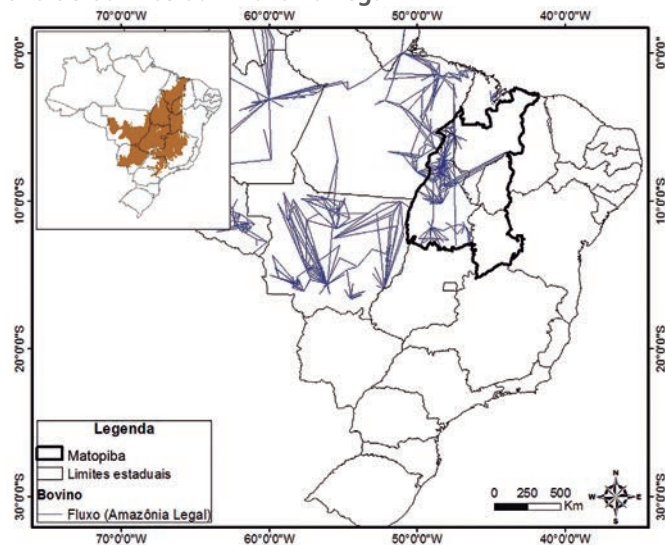 70°0'0"W 60°0'0"W 50°0'0"W 40°0'0"W
0°0'0"
10°0'0"S
20°0'0"S
30°0'0"S
0°0'0"
10°0'0"S
20°0'0"S
30°0'0"S
Legenda
Matopiba
Limites estaduais
Bovino
Fluxo (Amazônia Legal)
N
W E
S
0 250 500
Km
70°0'0"W 60°0'0"W 50°0'0"W 40°0'0"W